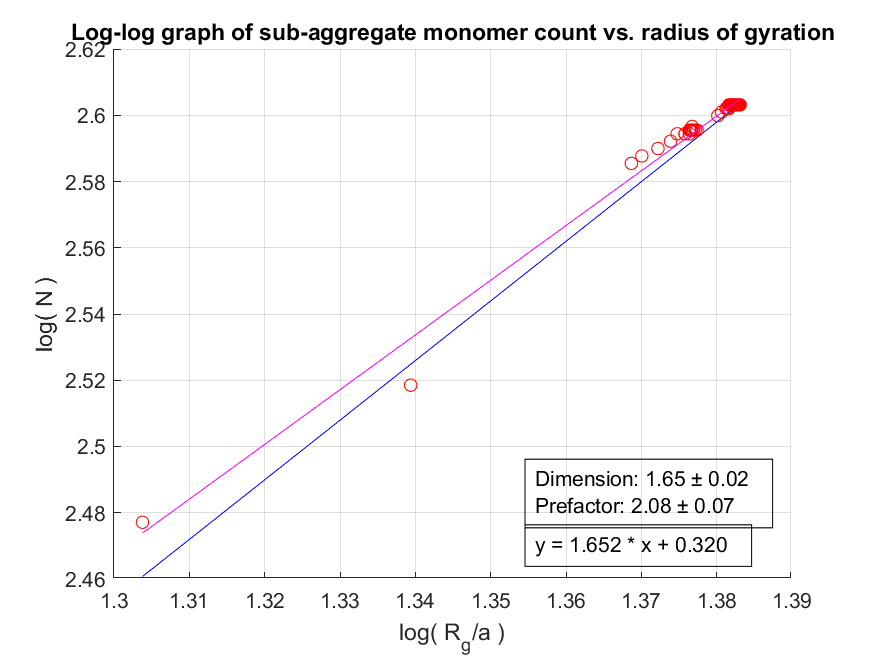 Log-log graph of sub-aggregate monomer count vs. radius of gyration
2.62
2.6
2.58
2.56
2.54
2.52
2.5
2.48
2.46
log( N )
Dimension: 1.65 ± 0.02
Prefactor: 2.08 ± 0.07
y = 1.652 * x + 0.320
1.3 1.31 1.32 1.33 1.34 1.35 1.36 1.37 1.38 1.39
log( R_g/a )